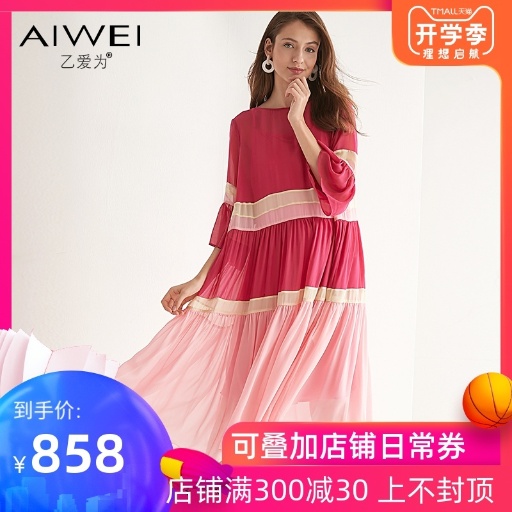 AIWEI
乙爱为®
TMALL天猫
开学季
理想启航
到手价:
¥858
可叠加店铺日常券
店铺满300减30 上不封顶